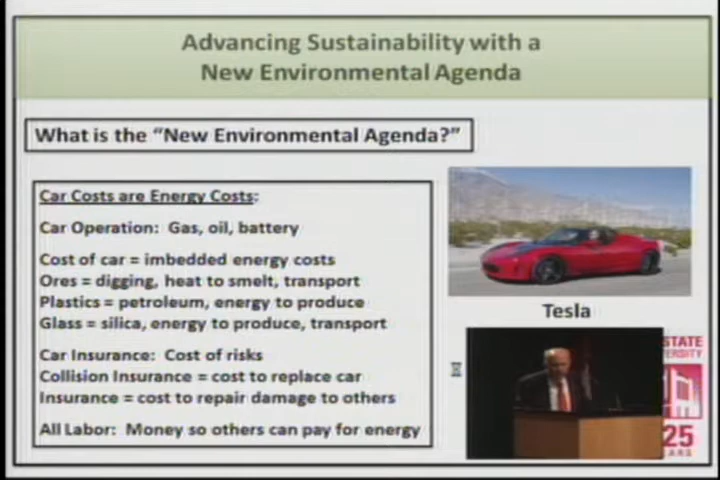 Advancing Sustainability with a
New Environmental Agenda
What is the “New Environmental Agenda?”
Car Costs are Energy Costs:
Car Operation: Gas, oil, battery
Cost of car = imbedded energy costs
Ores = digging, heat to smelt, transport
Plastics = petroleum, energy to produce
Glass = silica, energy to produce, transport
Car Insurance: Cost of risks
Collision Insurance = cost to replace car
Insurance = cost to repair damage to others
All Labor: Money so others can pay for energy
Tesla
STATE
ERSITY
25